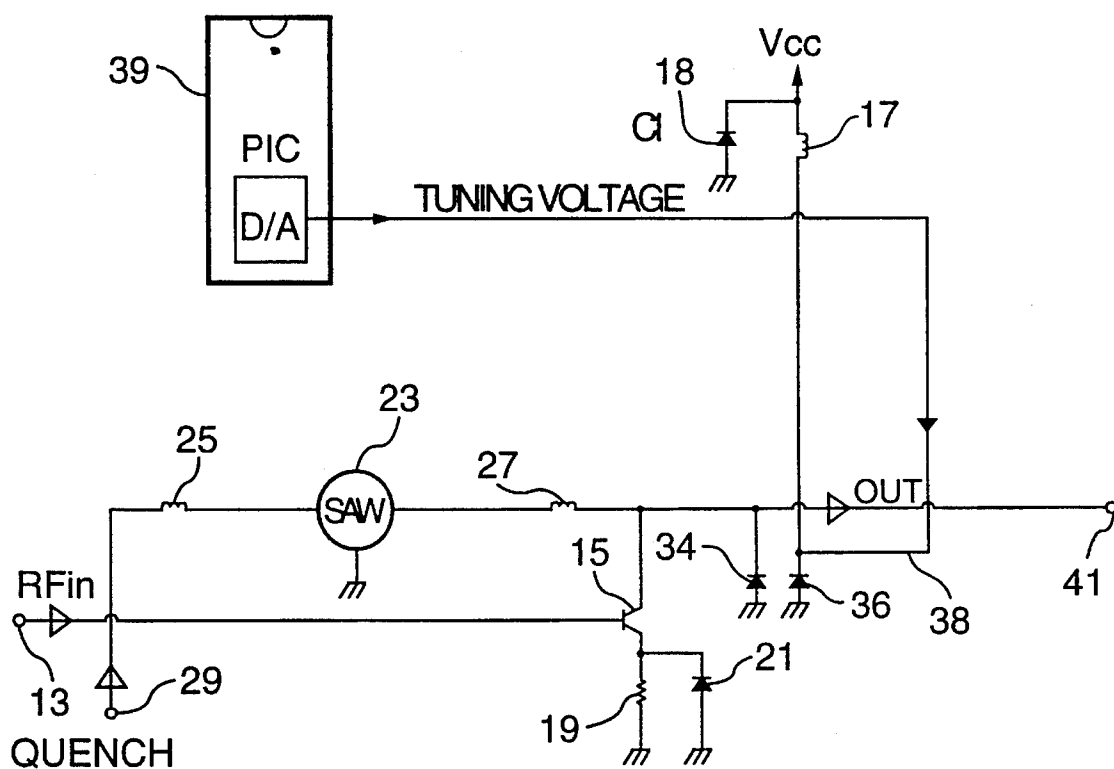 Vcc
39
18
17
Cl
PIC
D/A
TUNING VOLTAGE
23
25
27
SAW
OUT
15
34
36
38
41
RFin
13
29
21
19
QUENCH